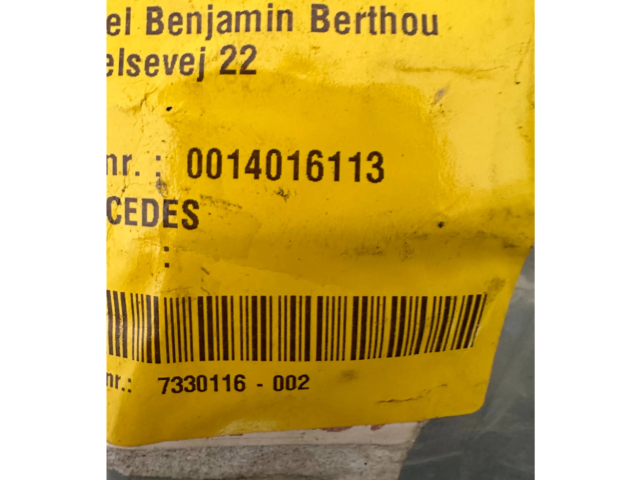 el Benjamin Berthou
elsevej 22
nr. : 0014016113
CEDES
:
nr.: 7330116 - 002